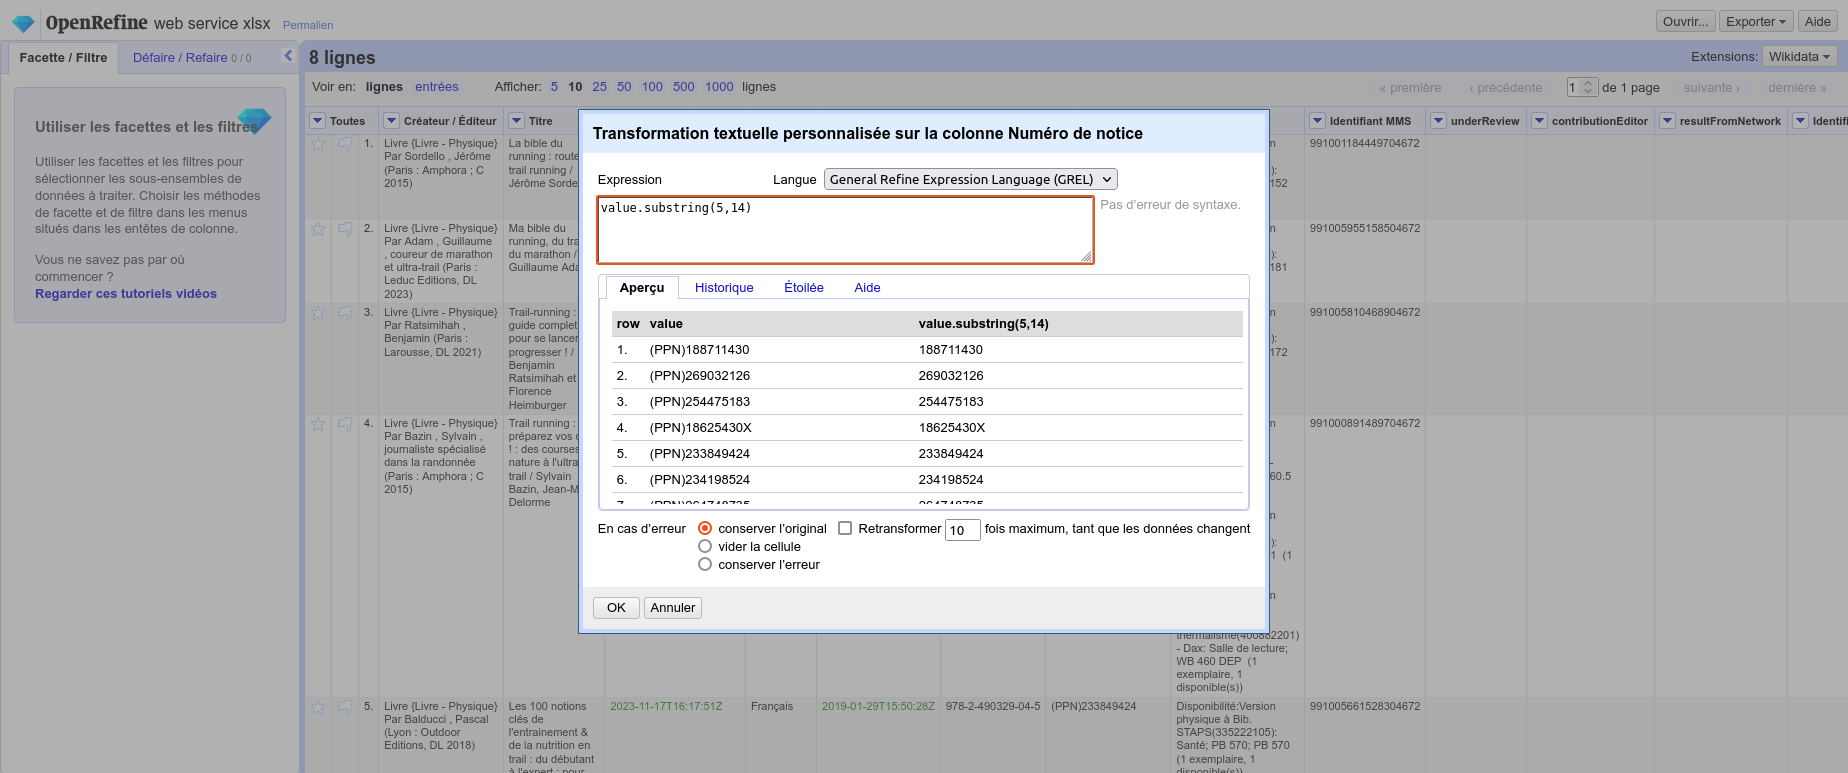 OpenRefine web service xlsx Permalien
Ouvrir... Exporter Aide
Facette / Filtre Défaire / Refaire 0 / 0
8 lignes
Extensions: Wikidata
Voir en: lignes entrées Afficher: 5 10 25 50 100 500 1000 lignes
« première ‹ précédente 1 de 1 page suivante › dernière »
Utiliser les facettes et les filtres
Utiliser les facettes et les filtres pour
sélectionner les sous-ensembles de
données à traiter. Choisir les méthodes
de facette et de filtre dans les menus
situés dans les entêtes de colonne.
Vous ne savez pas par où
commencer ?
Regarder ces tutoriels vidéos
Toutes Créateur / Éditeur Titre
Identifiant MMS underReview contributionEditor resultFromNetwork Identifi
1.
Livre {Livre - Physique}
Par Sordello , Jérôme
(Paris : Amphora ; C
2015)
La bible du
running : route
trail running /
Jérôme Sorde
n
):
152
991001184449704672
2.
Livre {Livre - Physique}
Par Adam , Guillaume
, coureur de marathon
et ultra-trail (Paris :
Leduc Editions, DL
2023)
Ma bible du
running, du tra
du marathon /
Guillaume Ada
n
):
181
991005955158504672
3.
Livre {Livre - Physique}
Par Ratsimihah ,
Benjamin (Paris :
Larousse, DL 2021)
Trail-running :
guide complet
pour se lancer
progresser ! /
Benjamin
Ratsimihah et
Florence
Heimburger
n
):
172
991005810468904672
4.
Livre {Livre - Physique}
Par Bazin , Sylvain ,
journaliste spécialisé
dans la randonnée
(Paris : Amphora ; C
2015)
Trail running :
préparez vos c
! : des courses
nature à l'ultra
trail / Sylvain
Bazin, Jean-M
Delorme
n
-
60.5
n
):
1 (1
n
thermalisme(400882201)
- Dax: Salle de lecture;
WB 460 DEP (1
exemplaire, 1
disponible(s))
991000891489704672
5.
Livre {Livre - Physique}
Par Balducci , Pascal
(Lyon : Outdoor
Editions, DL 2018)
Les 100 notions
clés de
l'entrainement &
de la nutrition en
trail : du débutant
à l'expert : pour
2023-11-17T16:17:51Z
Français
2019-01-29T15:50:28Z
978-2-490329-04-5
(PPN)233849424
Disponibilité:Version
physique à Bib.
STAPS(335222105):
Santé; PB 570; PB 570
(1 exemplaire, 1
disponible(s))
991005661528304672
Transformation textuelle personnalisée sur la colonne Numéro de notice
Expression Langue General Refine Expression Language (GREL)
value.substring(5,14)
Pas d’erreur de syntaxe.
Aperçu Historique Étoilée Aide
row value value.substring(5,14)
1. (PPN)188711430 188711430
2. (PPN)269032126 269032126
3. (PPN)254475183 254475183
4. (PPN)18625430X 18625430X
5. (PPN)233849424 233849424
6. (PPN)234198524 234198524
7. (PPN)264748735 264748735
En cas d’erreur conserver l’original Retransformer 10 fois maximum, tant que les données changent
vider la cellule
conserver l’erreur
OK Annuler